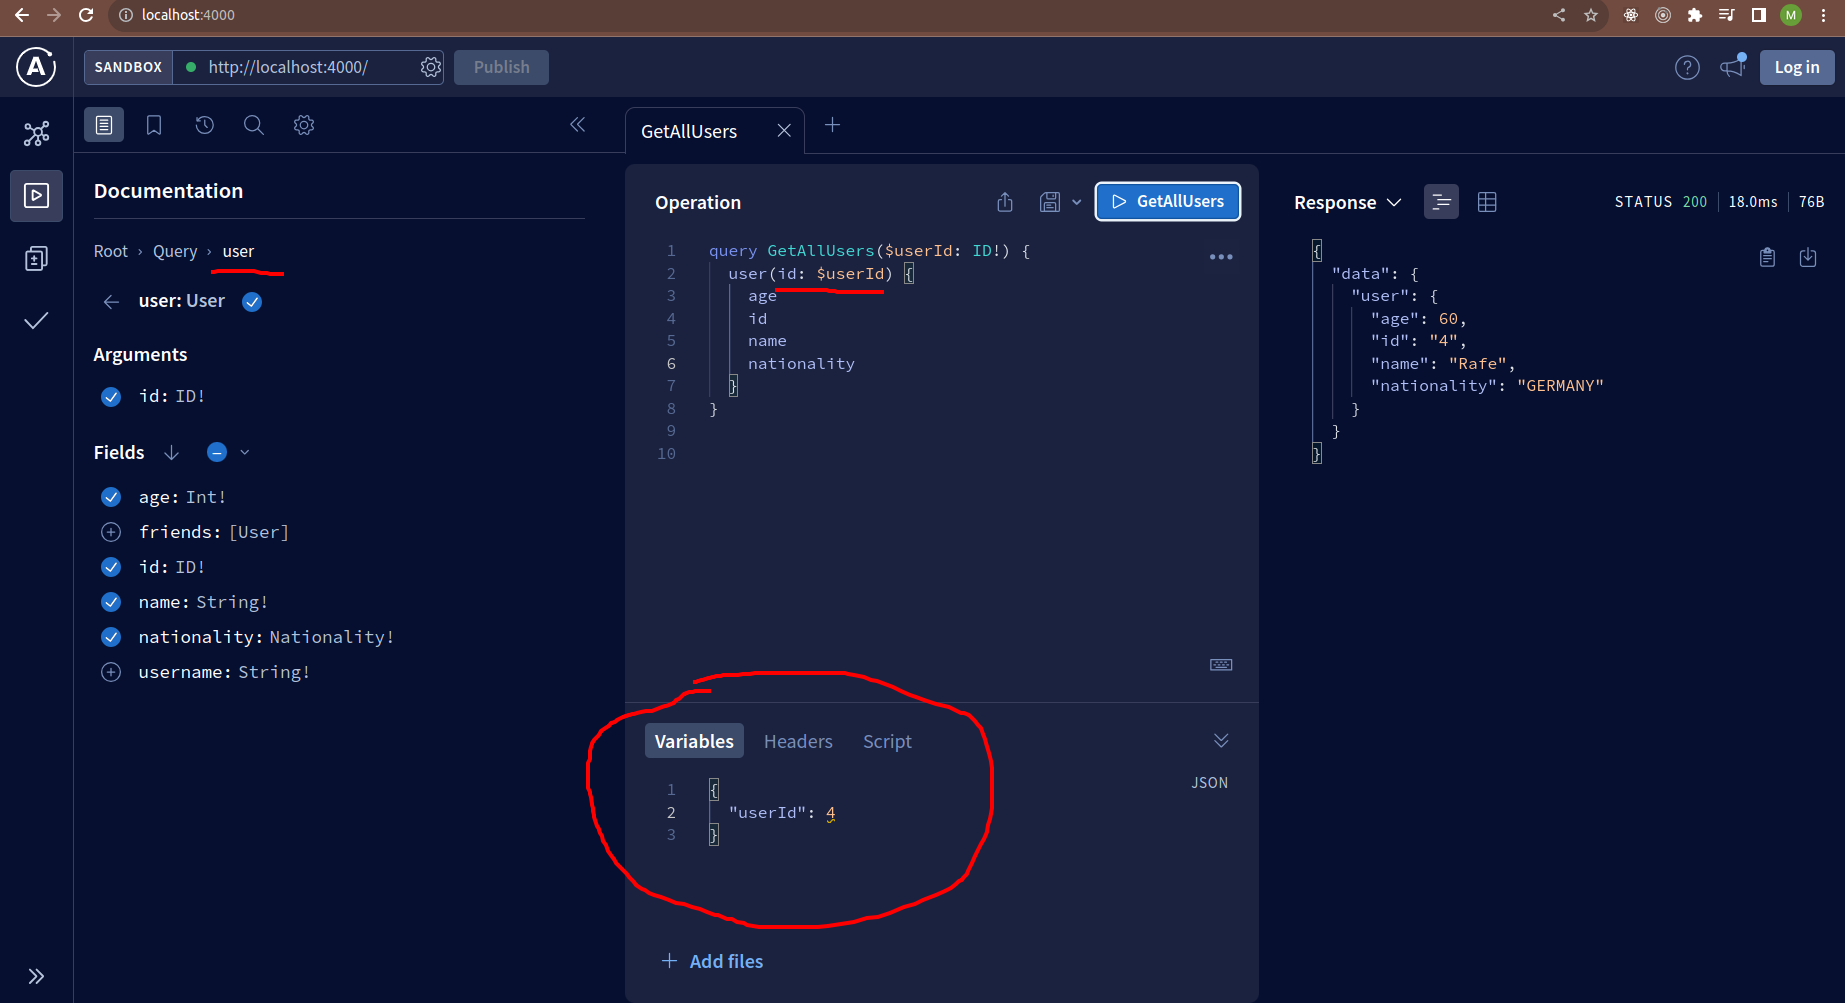 localhost:4000
M
SANDBOX http://localhost:4000/ Publish
? Log in
GetAllUsers
Documentation
Root › Query › user
user: User
Arguments
id: ID!
Fields
age: Int!
friends: [User]
id: ID!
name: String!
nationality: Nationality!
username: String!
Operation
GetAllUsers
1 query GetAllUsers($userId: ID!) {
2 user(id: $userId) {
3 age
4 id
5 name
6 nationality
7 }
8 }
9
10
Variables Headers Script
JSON
1 {
2 "userId": 4
3 }
+ Add files
Response STATUS 200 18.0ms 76B
{
"data": {
"user": {
"age": 60,
"id": "4",
"name": "Rafe",
"nationality": "GERMANY"
}
}
}